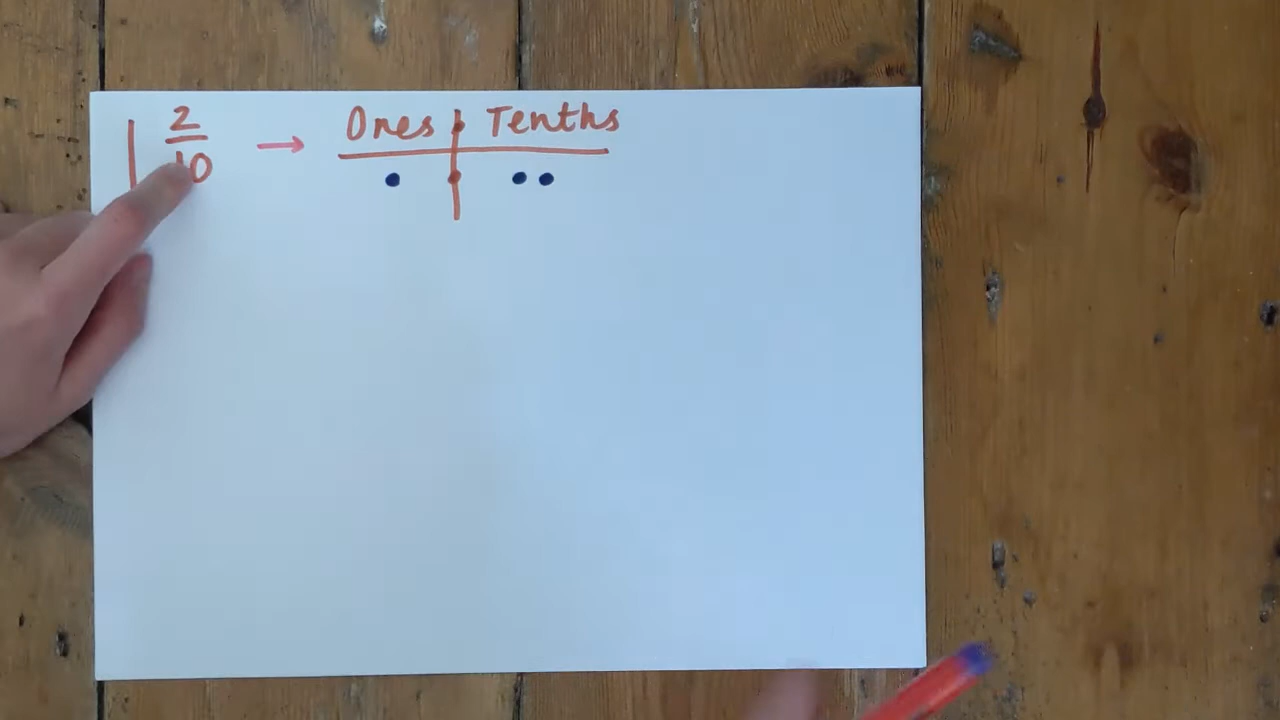 1 2/10 → Ones Tenths